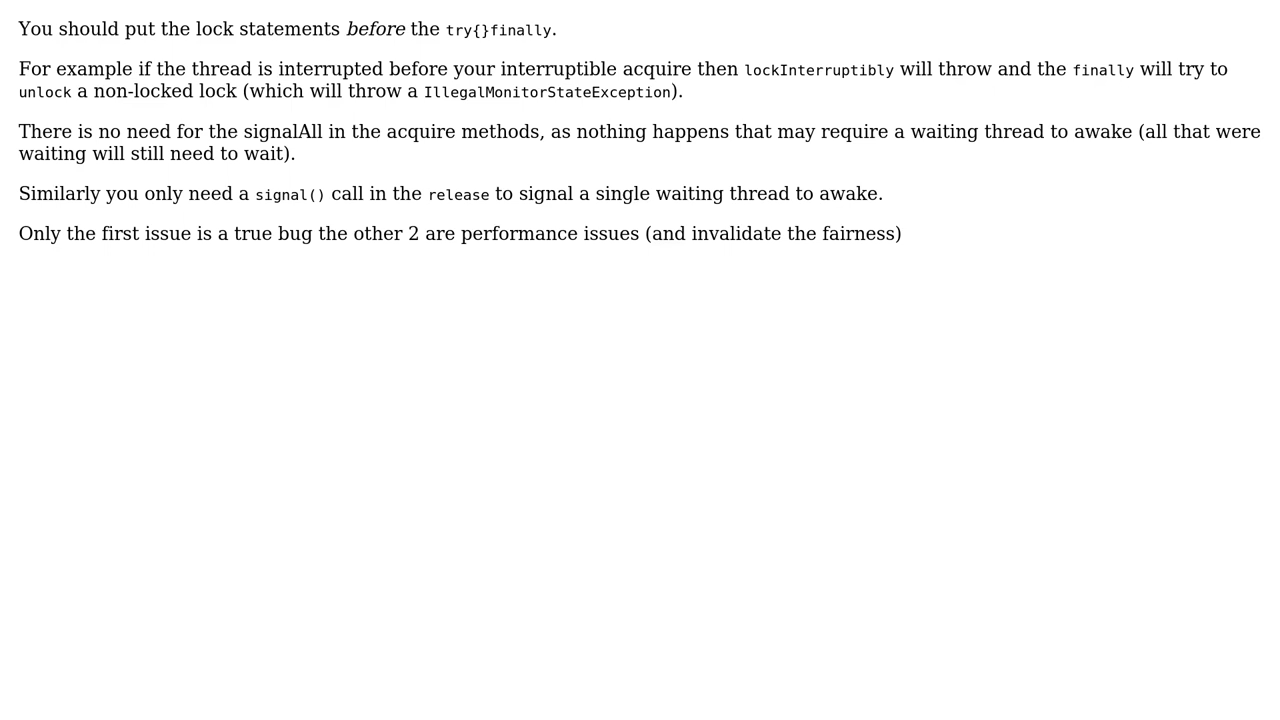 You should put the lock statements before the try{}finally.
For example if the thread is interrupted before your interruptible acquire then lockInterruptibly will throw and the finally will try to
unlock a non-locked lock (which will throw a IllegalMonitorStateException).
There is no need for the signalAll in the acquire methods, as nothing happens that may require a waiting thread to awake (all that were
waiting will still need to wait).
Similarly you only need a signal() call in the release to signal a single waiting thread to awake.
Only the first issue is a true bug the other 2 are performance issues (and invalidate the fairness)